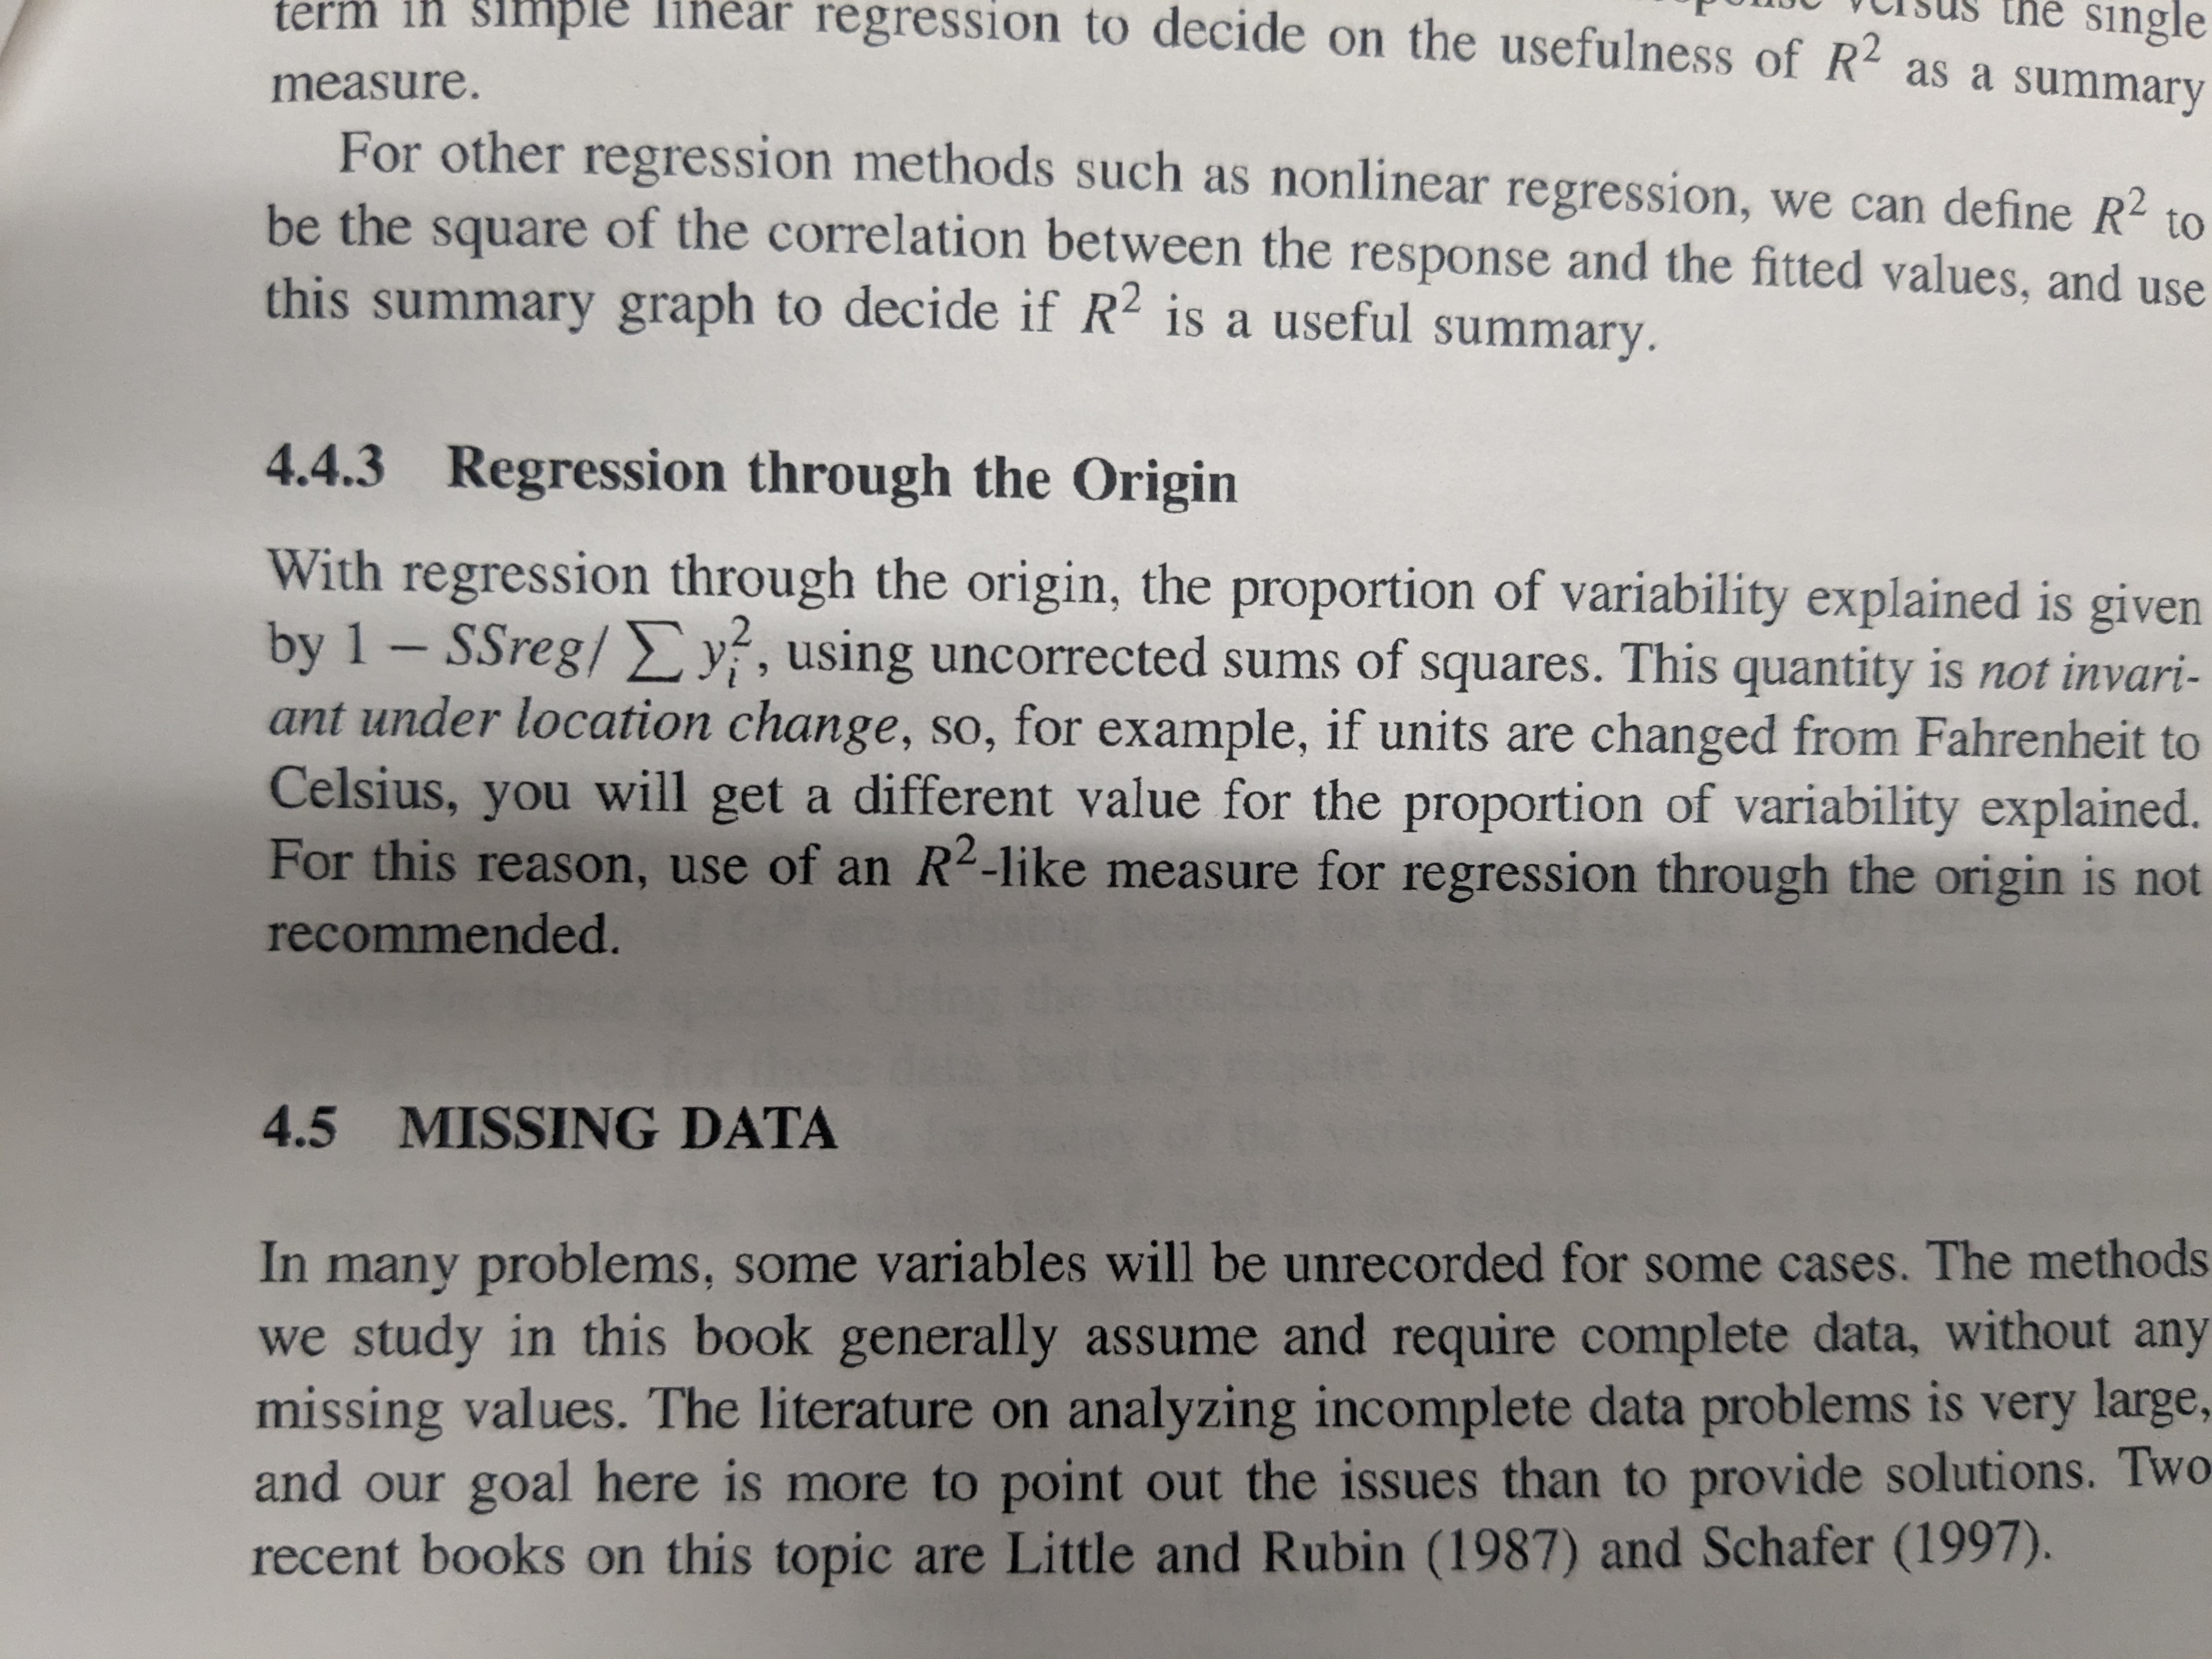 term in simple linear regression to decide on the usefulness of R² as a summary versus the single
measure.
For other regression methods such as nonlinear regression, we can define R² to
be the square of the correlation between the response and the fitted values, and use
this summary graph to decide if R² is a useful summary.
4.4.3 Regression through the Origin
With regression through the origin, the proportion of variability explained is given
by 1 − SSreg/ ∑ yᵢ², using uncorrected sums of squares. This quantity is not invari-
ant under location change, so, for example, if units are changed from Fahrenheit to
Celsius, you will get a different value for the proportion of variability explained.
For this reason, use of an R²-like measure for regression through the origin is not
recommended.
4.5 MISSING DATA
In many problems, some variables will be unrecorded for some cases. The methods
we study in this book generally assume and require complete data, without any
missing values. The literature on analyzing incomplete data problems is very large,
and our goal here is more to point out the issues than to provide solutions. Two
recent books on this topic are Little and Rubin (1987) and Schafer (1997).